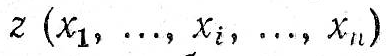 z (x₁, ..., xᵢ, ..., xₙ)